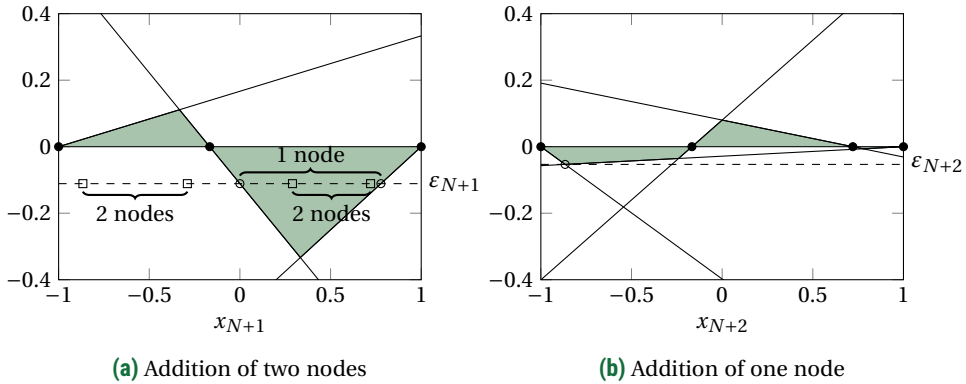 0.4
0.2
0
−0.2
−0.4
1 node
2 nodes
2 nodes
ε_{N+1}
−1
−0.5
0
0.5
1
x_{N+1}
(a) Addition of two nodes
0.4
0.2
0
−0.2
−0.4
ε_{N+2}
−1
−0.5
0
0.5
1
x_{N+2}
(b) Addition of one node